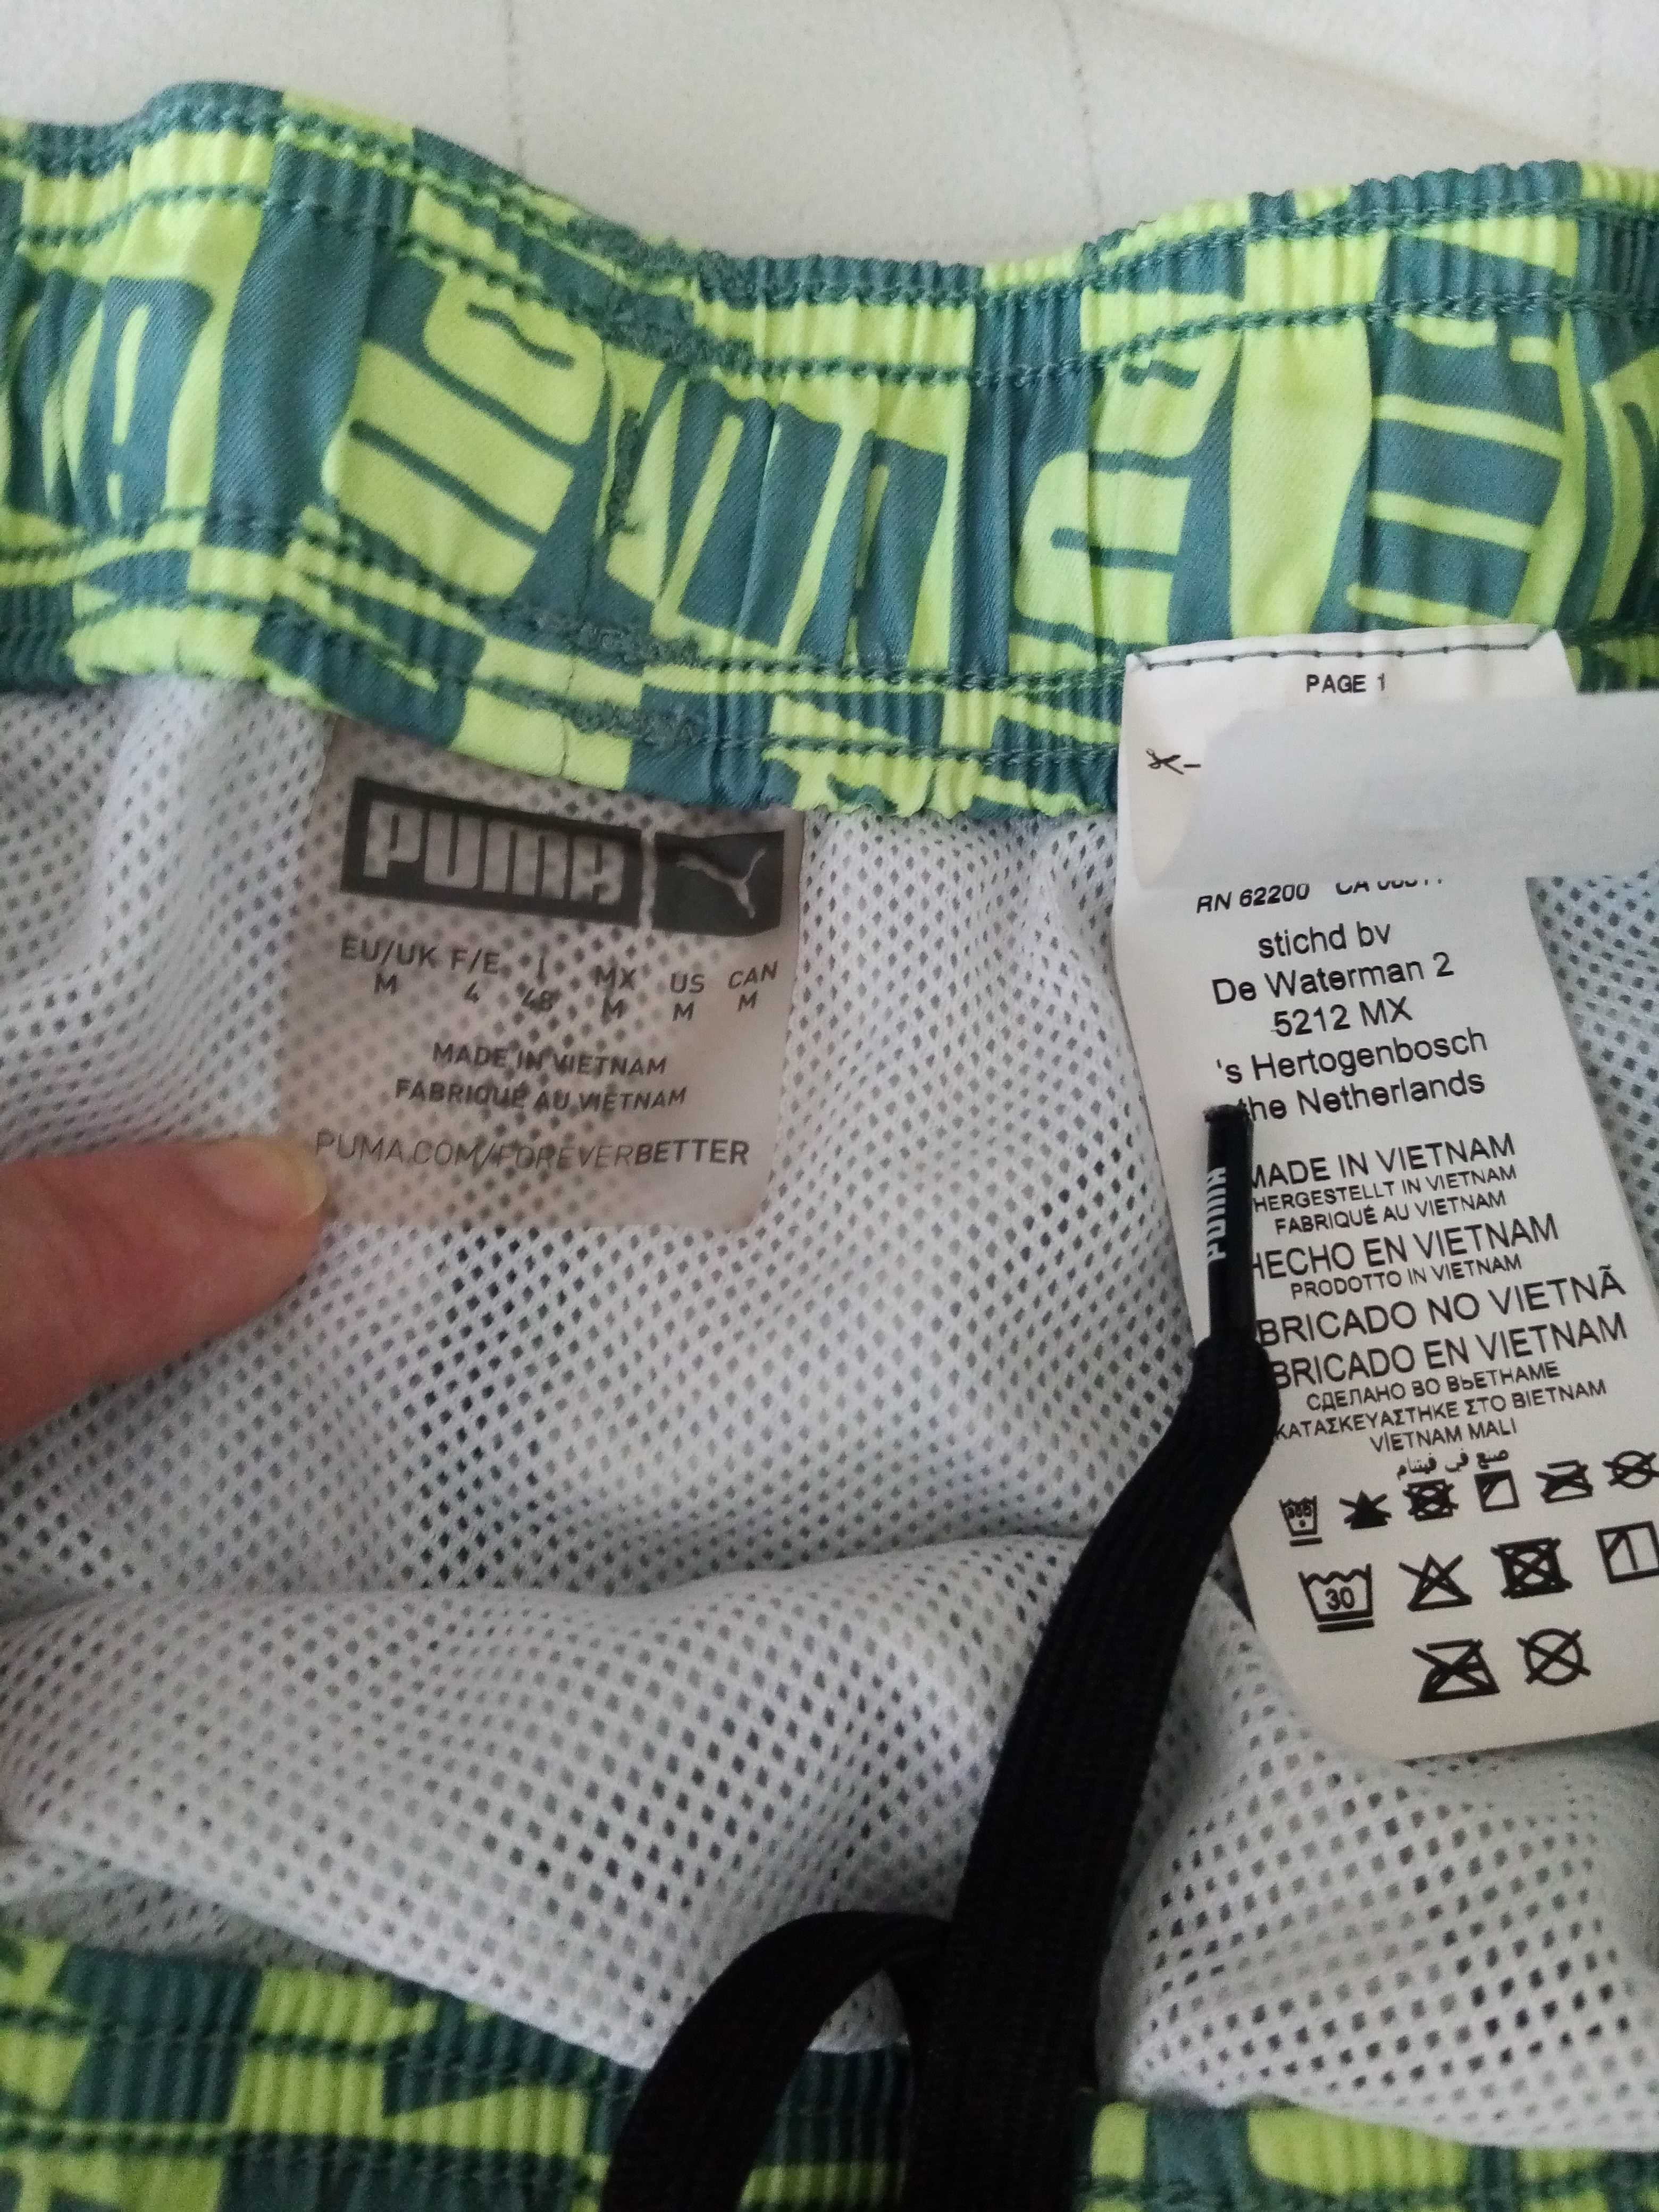 PUMA
EU/UK F/E I MX US CAN
M 4 48 M M M
MADE IN VIETNAM
FABRIQUÉ AU VIETNAM
PUMA.COM/FOREVERBETTER
PAGE 1
RN 62200 CA
stichd bv
De Waterman 2
5212 MX
's Hertogenbosch
the Netherlands
PUMA
MADE IN VIETNAM
HERGESTELLT IN VIETNAM
FABRIQUÉ AU VIETNAM
HECHO EN VIETNAM
PRODOTTO IN VIETNAM
BRICADO NO VIETNÃ
BRICADO EN VIETNAM
СДЕЛАНО ВО ВЬЕТНАМЕ
ΚΑΤΑΣΚΕΥΑΣΤΗΚΕ ΣΤΟ ΒΙΕΤΝΑΜ
VIETNAM MALI
صنع في فيتنام
30